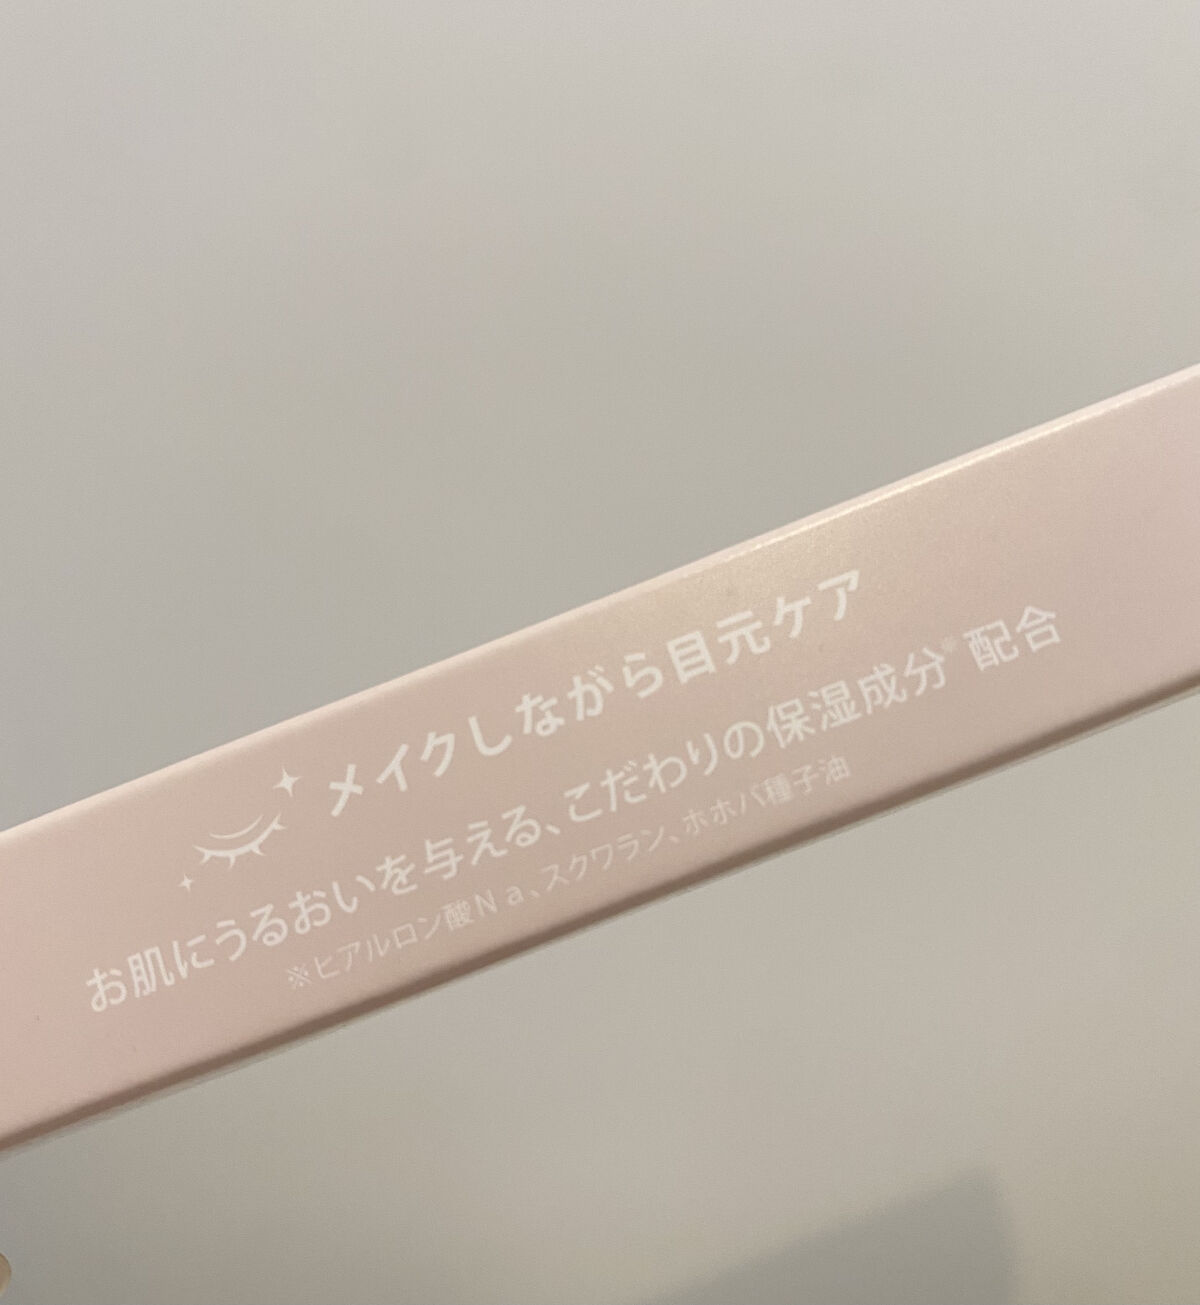 メイクしながら目元ケア
お肌にうるおいを与える、こだわりの保湿成分※配合
※ヒアルロン酸Na、スクワラン、ホホバ種子油